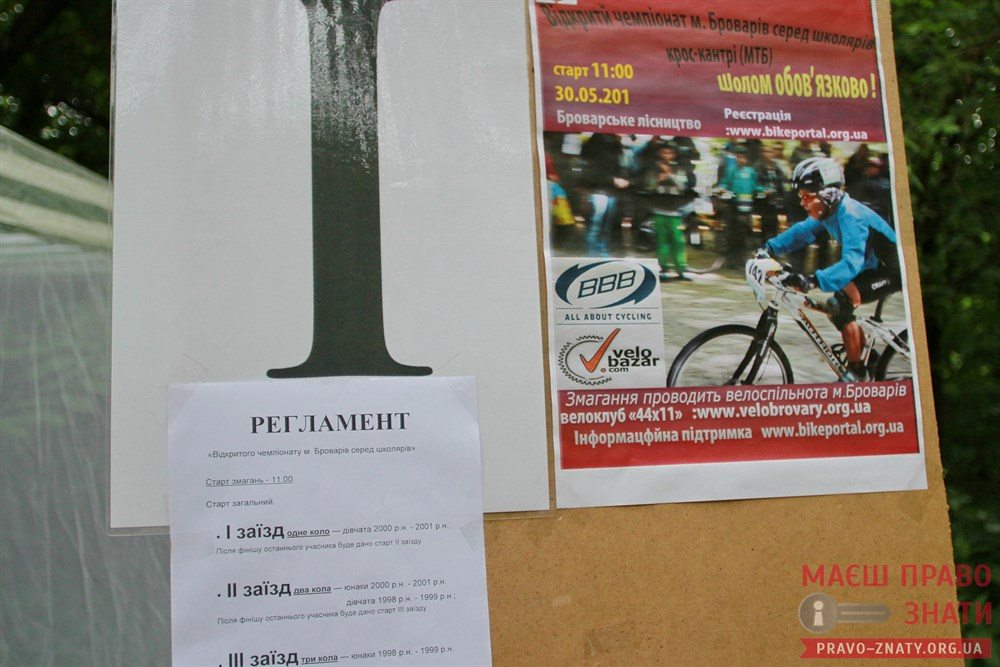 Відкрити чемпіонат м. Броварів серед школярів
крос-кантрі (МТБ)
старт 11:00
Шолом обов'язково !
30.05.201
Броварське лісництво
Реєстрація
:www.bikeportal.org.ua
142
BBB
ALL ABOUT CYCLING
velo
bazar
.com
Змагання проводить велоспільнота м.Броварів
велоклуб «44х11» :www.velobrovary.org.ua
Інформацфйна підтримка www.bikeportal.org.ua
РЕГЛАМЕНТ
«Відкритого чемпіонату м. Броварів серед школярів»
Старт змагань - 11.00.
Старт загальний.
. І заїзд одне коло — дівчата 2000 р.н. - 2001 р.н.;
Після фінішу останнього учасника буде дано старт ІІ заїзду
. ІІ заїзд два кола — юнаки 2000 р.н. - 2001 р.н.
дівчата 1998 р.н. - 1999 р.н.;
Після фінішу останнього учасника буде дано старт ІІІ заїзду
. ІІІ заїзд три кола — юнаки 1998 р.н. - 1999 р.н.
МАЄШ ПРАВО
ЗНАТИ
PRAVO-ZNATY.ORG.UA